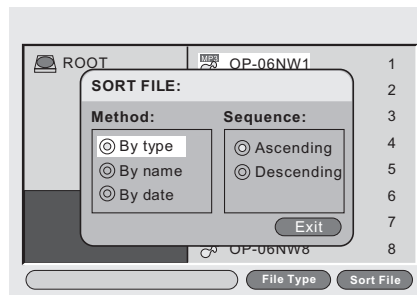 ROOT
MP3 OP-06NW1 1
SORT FILE:
2
Method: Sequence:
3
By type Ascending
4
By name Descending
5
By date
6
Exit
7
OP-06NW8 8
File Type Sort File